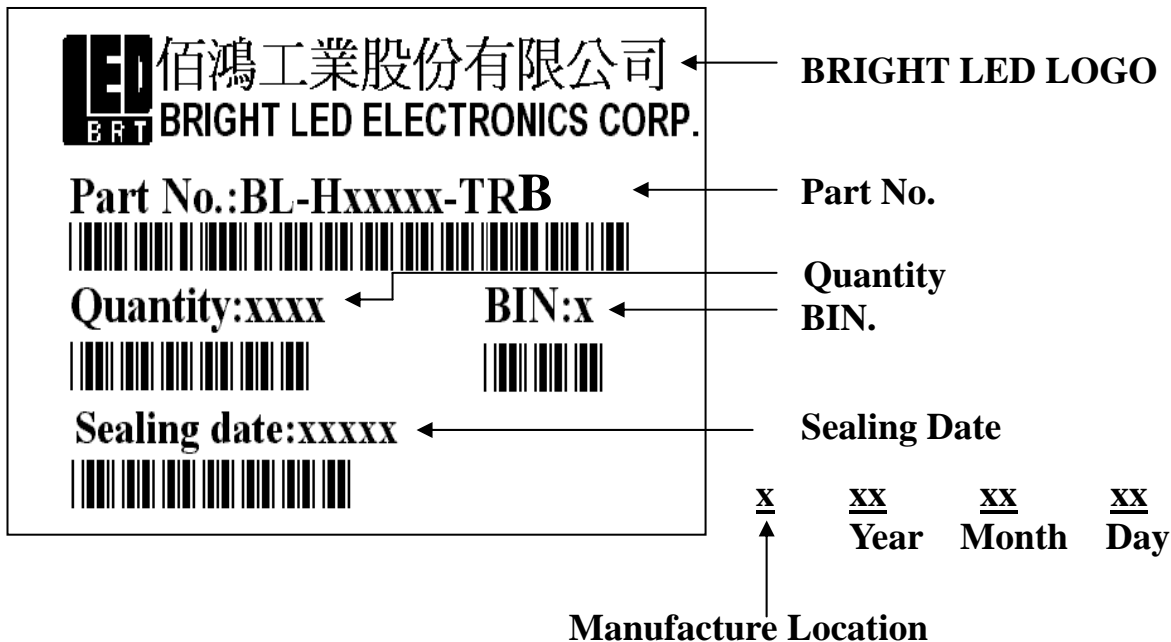 佰鴻工業股份有限公司
BRT BRIGHT LED ELECTRONICS CORP.
BRIGHT LED LOGO
Part No.:BL-Hxxxxx-TRB
Part No.
Quantity:xxxx BIN:x
Quantity
BIN.
Sealing date:xxxxx
Sealing Date
x xx xx xx
Year Month Day
Manufacture Location